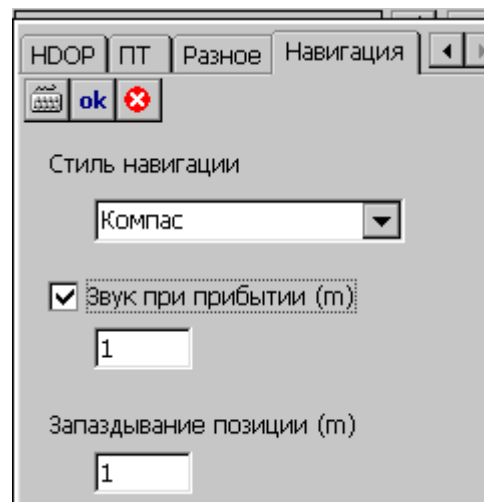 HDOP ПТ Разное Навигация
ok
Стиль навигации
Компас
Звук при прибытии (m)
1
Запаздывание позиции (m)
1